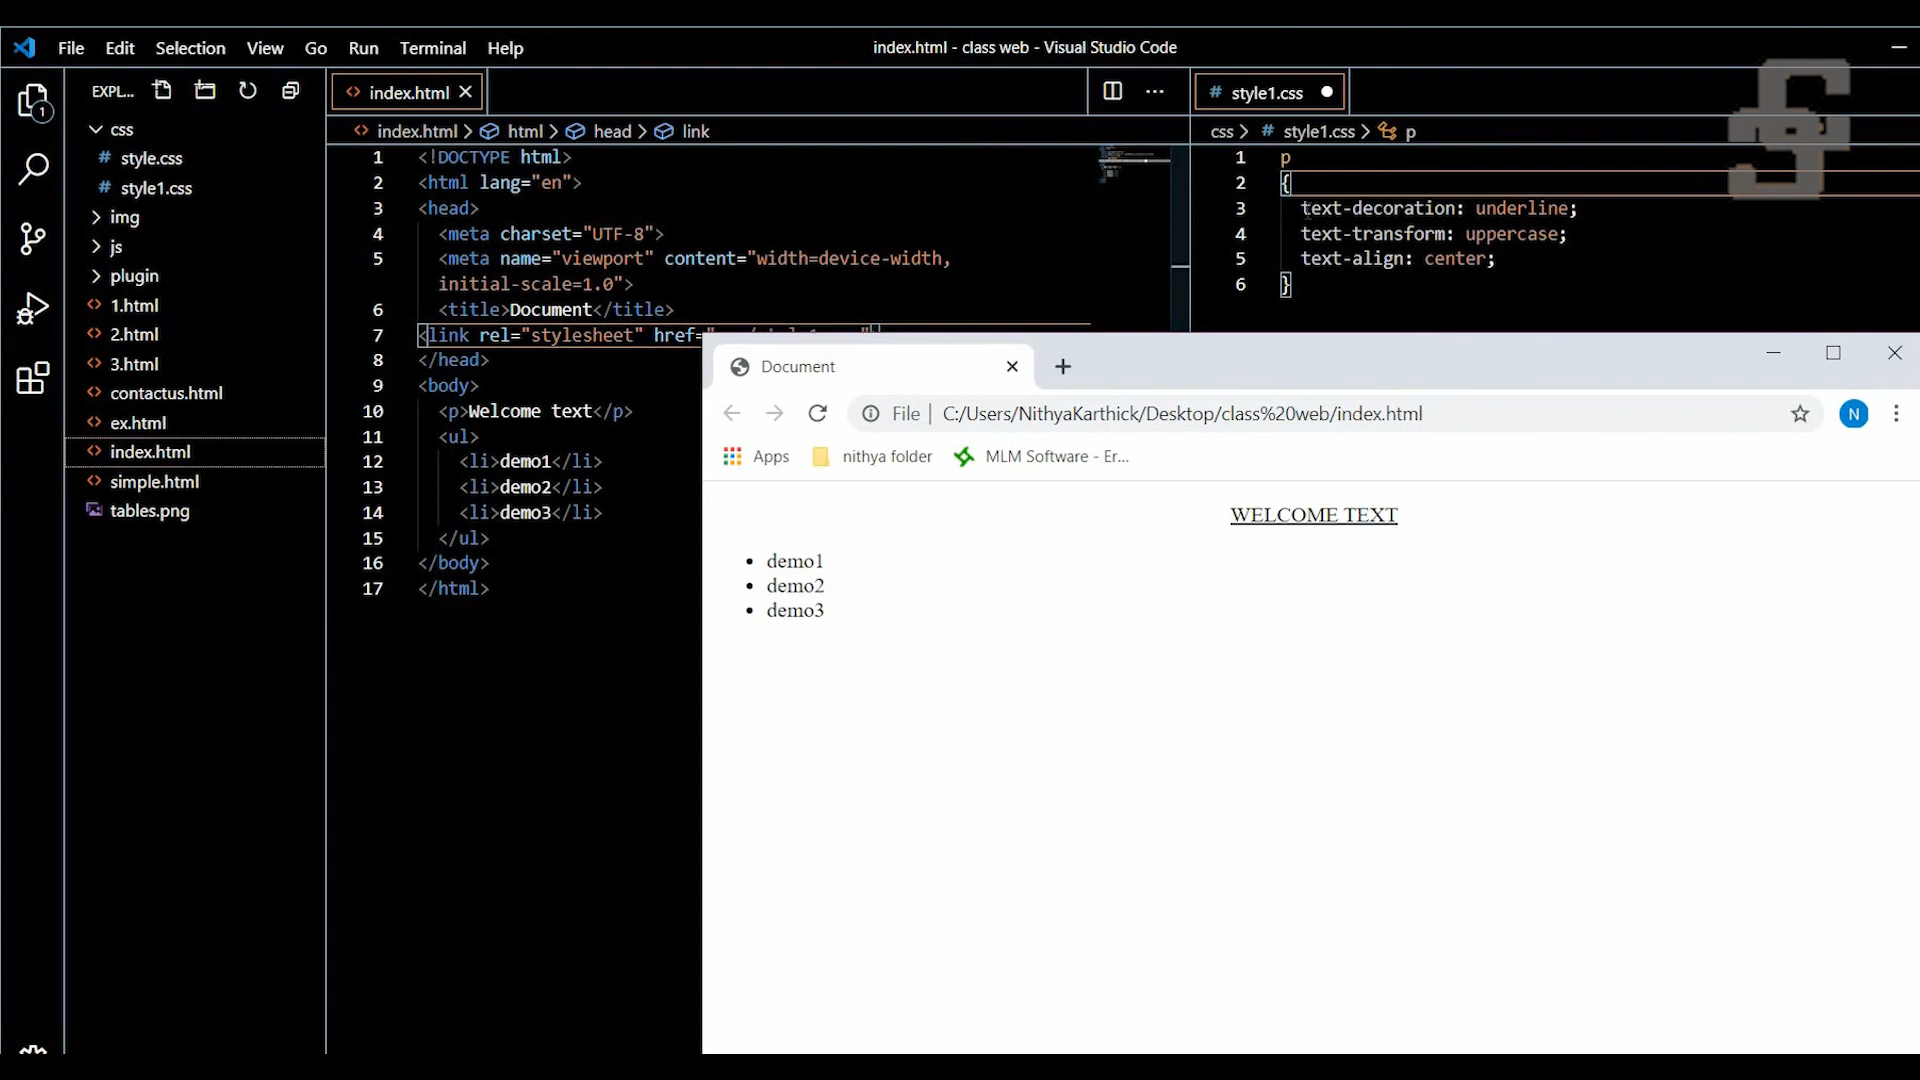 File Edit Selection View Go Run Terminal Help
index.html - class web - Visual Studio Code
1
EXPL...
css
style.css
style1.css
img
js
plugin
1.html
2.html
3.html
contactus.html
ex.html
index.html
simple.html
tables.png
index.html
index.html > html > head > link
1 <!DOCTYPE html>
2 <html lang="en">
3 <head>
4 <meta charset="UTF-8">
5 <meta name="viewport" content="width=device-width,
initial-scale=1.0">
6 <title>Document</title>
7 <link rel="stylesheet" href=
8 </head>
9 <body>
10 <p>Welcome text</p>
11 <ul>
12 <li>demo1</li>
13 <li>demo2</li>
14 <li>demo3</li>
15 </ul>
16 </body>
17 </html>
# style1.css
css > # style1.css > p
1 p
2 {
3 text-decoration: underline;
4 text-transform: uppercase;
5 text-align: center;
6 }
Document
File | C:/Users/NithyaKarthick/Desktop/class%20web/index.html
N
Apps nithya folder MLM Software - Er...
WELCOME TEXT
• demo1
• demo2
• demo3